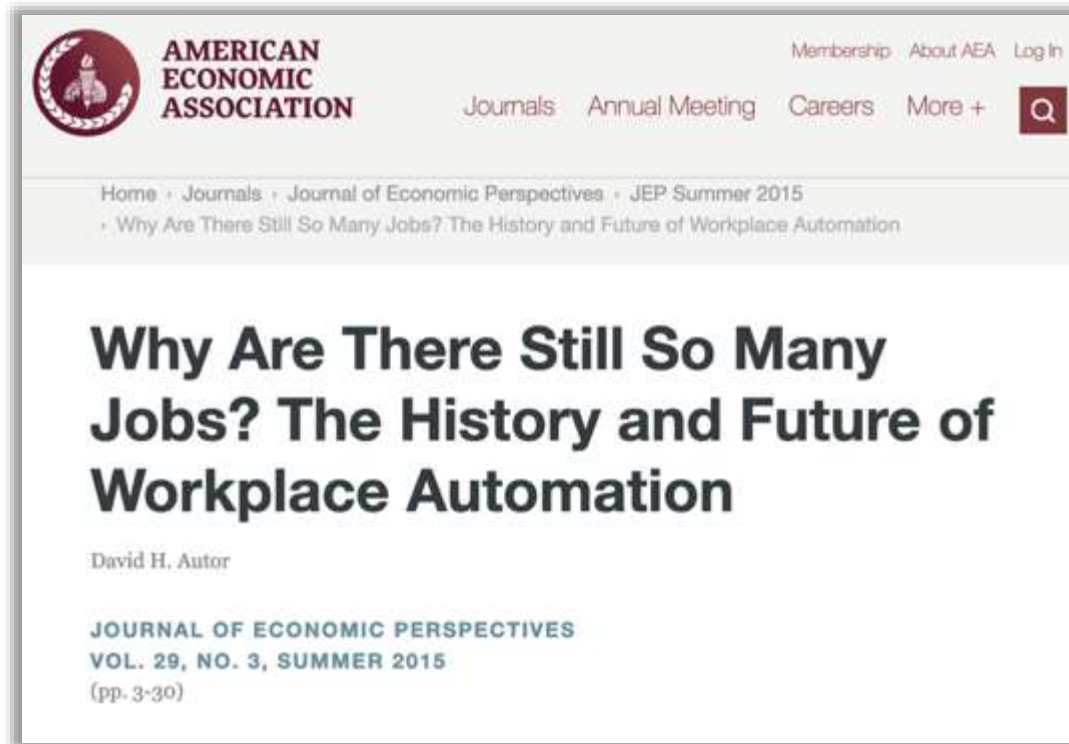 AMERICAN
ECONOMIC
ASSOCIATION
Membership About AEA Log In
Journals Annual Meeting Careers More +
Home › Journals › Journal of Economic Perspectives › JEP Summer 2015
› Why Are There Still So Many Jobs? The History and Future of Workplace Automation
Why Are There Still So Many
Jobs? The History and Future of
Workplace Automation
David H. Autor
JOURNAL OF ECONOMIC PERSPECTIVES
VOL. 29, NO. 3, SUMMER 2015
(pp. 3-30)